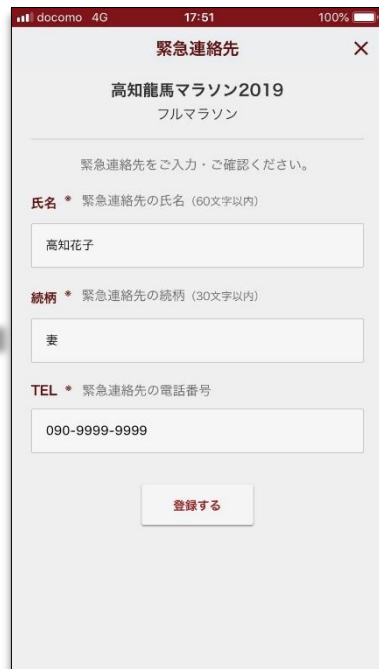 docomo 4G 17:51 100%
緊急連絡先 ×
高知龍馬マラソン2019
フルマラソン
緊急連絡先をご入力・ご確認ください。
氏名 * 緊急連絡先の氏名（60文字以内）
高知花子
続柄 * 緊急連絡先の続柄（30文字以内）
妻
TEL * 緊急連絡先の電話番号
090-9999-9999
登録する